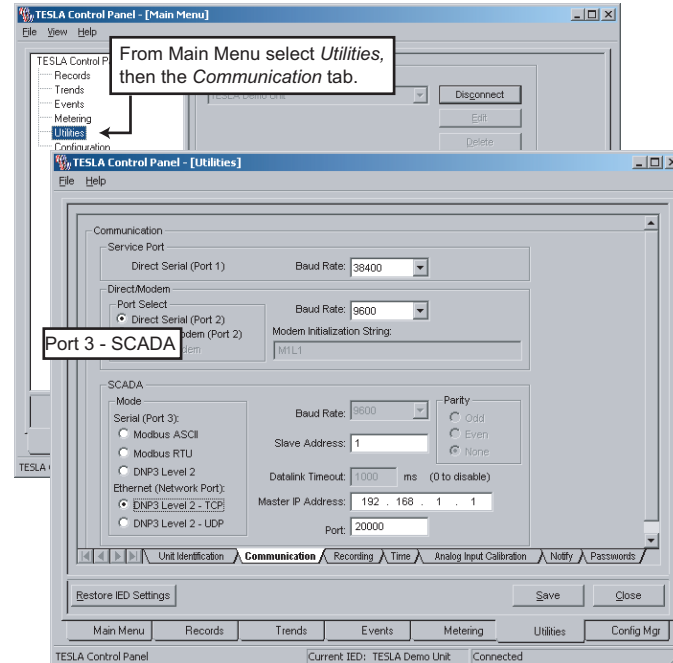 TESLA Control Panel - [Main Menu]
File View Help
From Main Menu select Utilities,
then the Communication tab.
TESLA Control P
Records
Trends
Events
Metering
Utilities
Configuration
TESLA Demo Unit
Disconnect
Edit
Delete
TESLA Control Panel - [Utilities]
File Help
Communication
Service Port
Direct Serial (Port 1)
Baud Rate: 38400
Direct/Modem
Port Select
Direct Serial (Port 2)
odem (Port 2)
Baud Rate: 9600
Modem Initialization String:
M1L1
Port 3 - SCADA
SCADA
Mode
Serial (Port 3):
Modbus ASCII
Modbus RTU
DNP3 Level 2
Ethernet (Network Port):
DNP3 Level 2 - TCP
DNP3 Level 2 - UDP
Baud Rate: 9600
Slave Address: 1
Datalink Timeout: 1000 ms (0 to disable)
Master IP Address: 192 . 168 . 1 . 1
Port: 20000
Parity
Odd
Even
None
Unit Identification Communication Recording Time Analog Input Calibration Notify Passwords
Restore IED Settings Save Close
Main Menu Records Trends Events Metering Utilities Config Mgr
TESLA Control Panel Current IED: TESLA Demo Unit Connected
TESLA